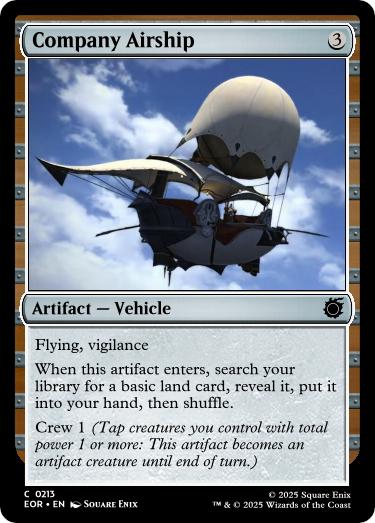 Company Airship 3
Artifact — Vehicle
Flying, vigilance
When this artifact enters, search your
library for a basic land card, reveal it, put it
into your hand, then shuffle.
Crew 1 (Tap creatures you control with total
power 1 or more: This artifact becomes an
artifact creature until end of turn.)
C 0213
EOR • EN SQUARE ENIX
© 2025 Square Enix
™ & © 2025 Wizards of the Coast